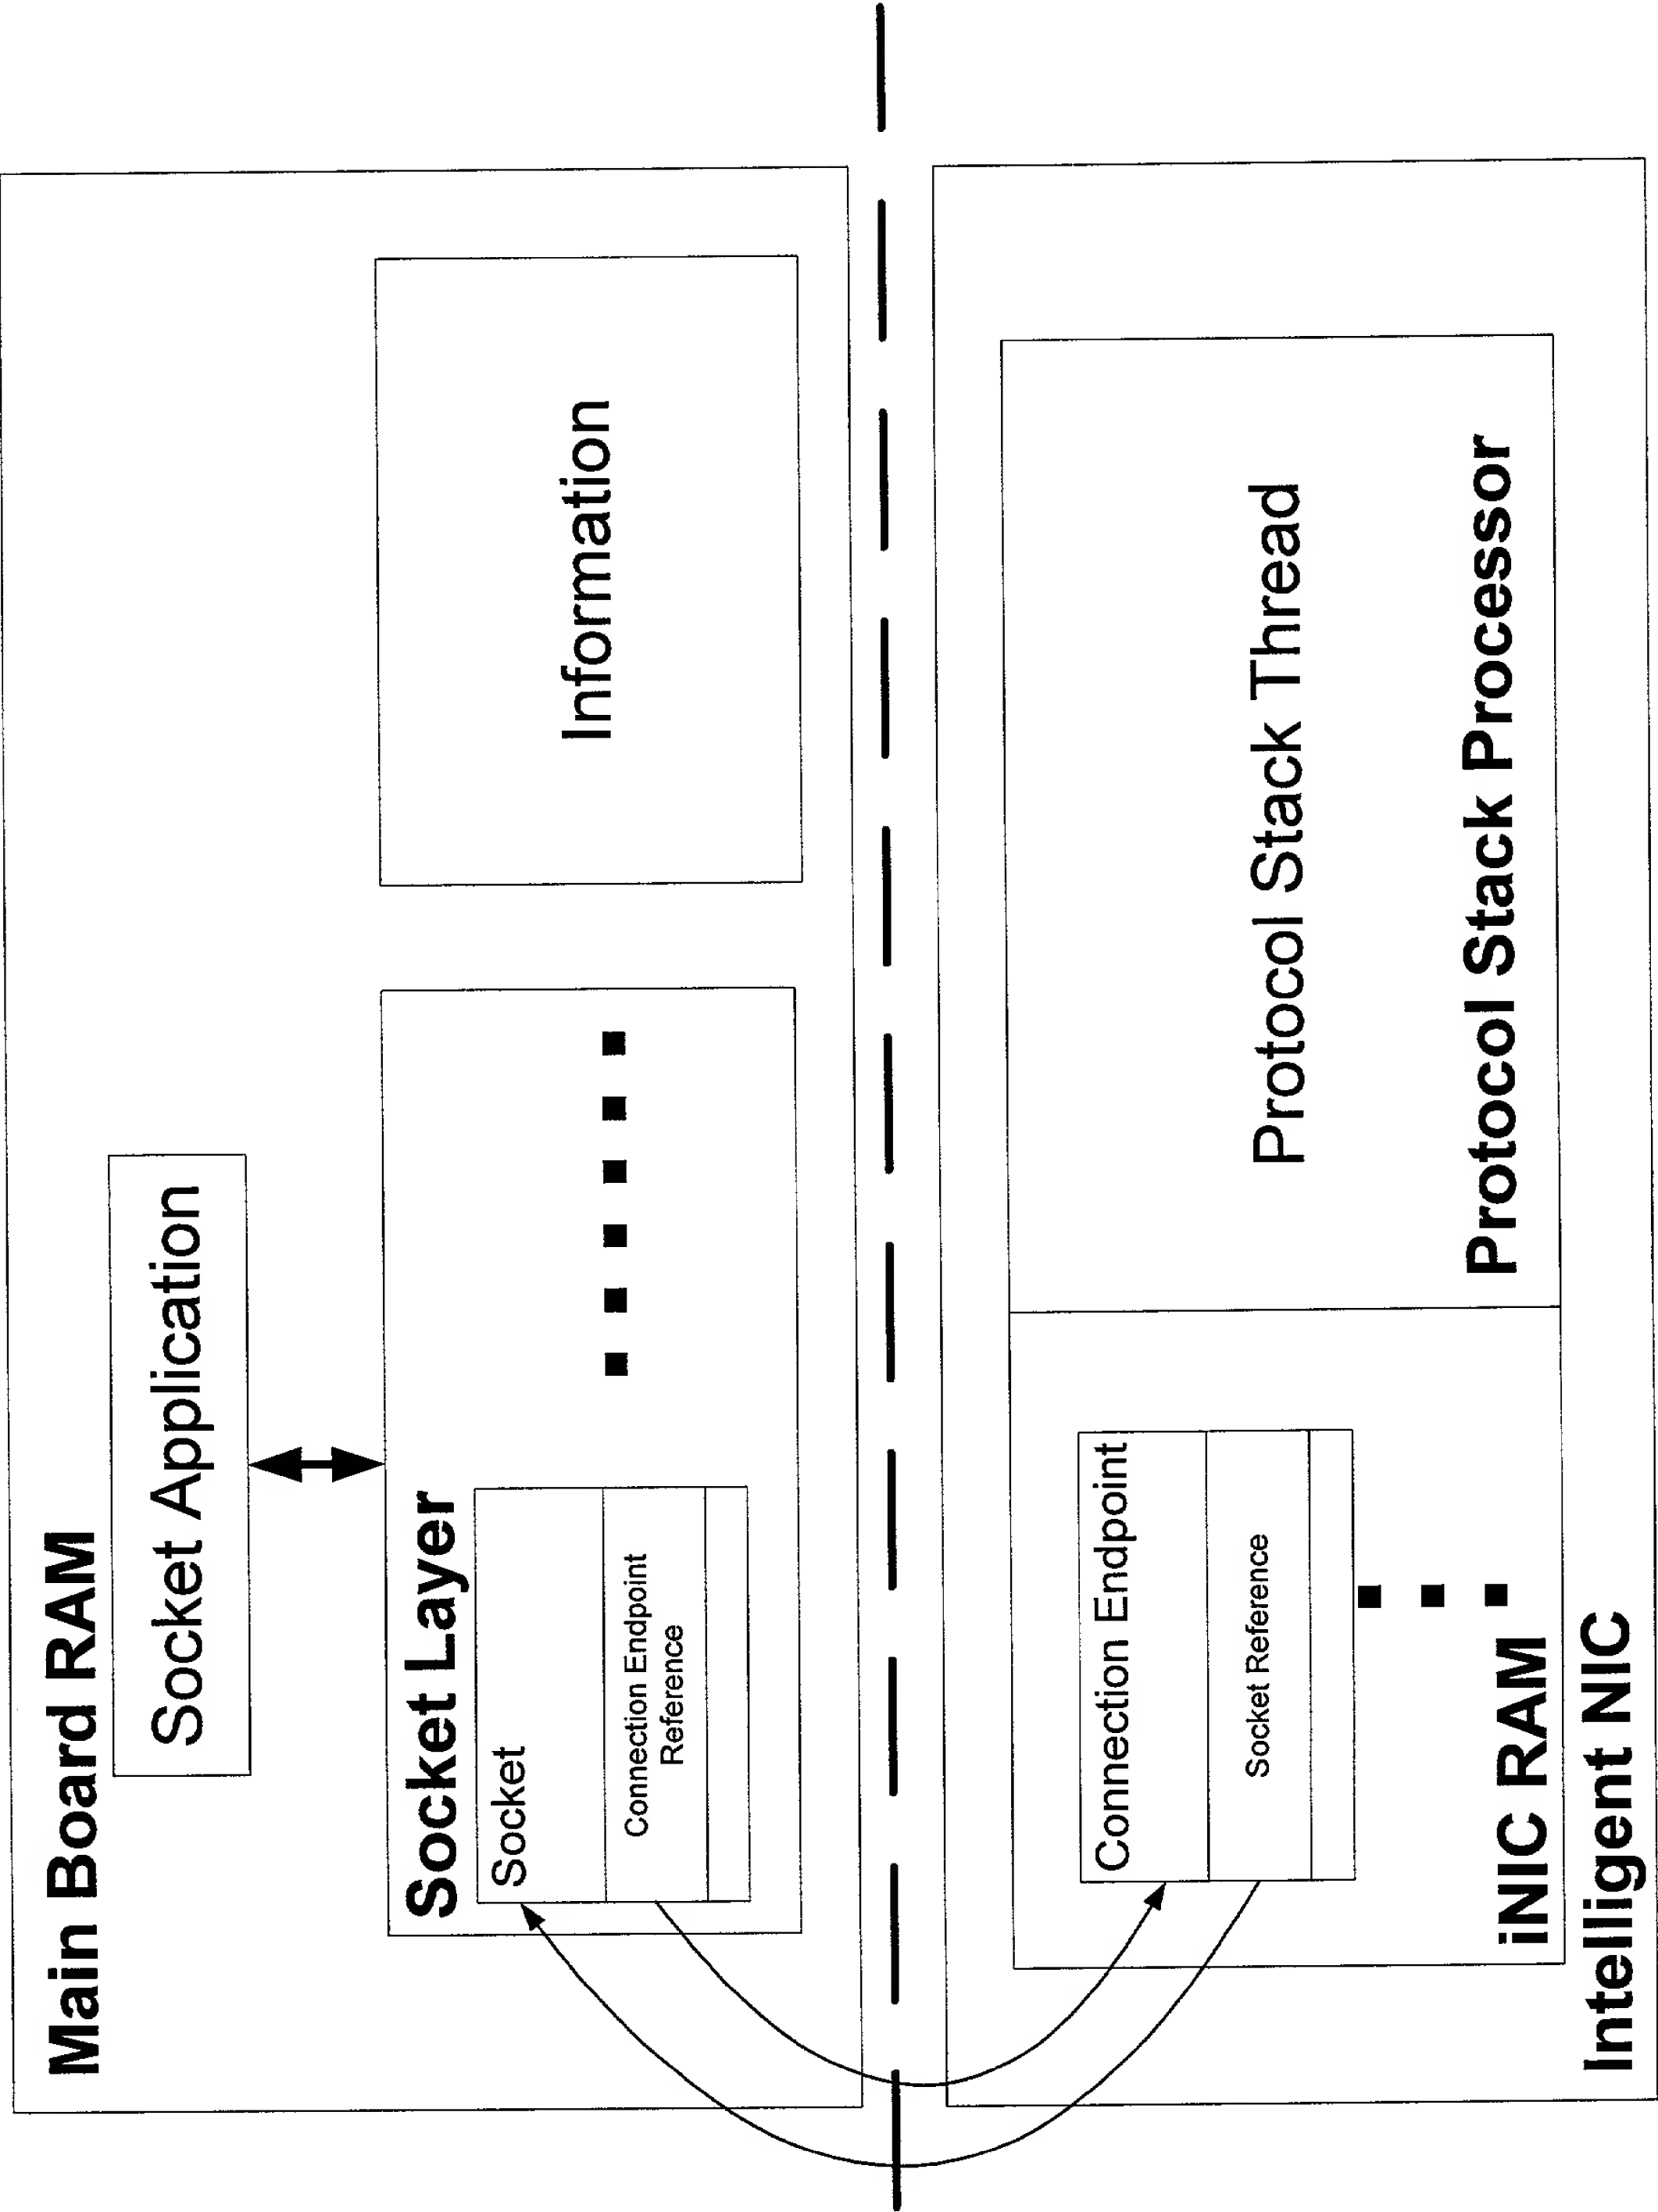 Main Board RAM
Socket Application
Socket Layer
Socket
Connection Endpoint
Reference
Information
Connection Endpoint
Socket Reference
iNIC RAM
Protocol Stack Thread
Protocol Stack Processor
Intelligent NIC